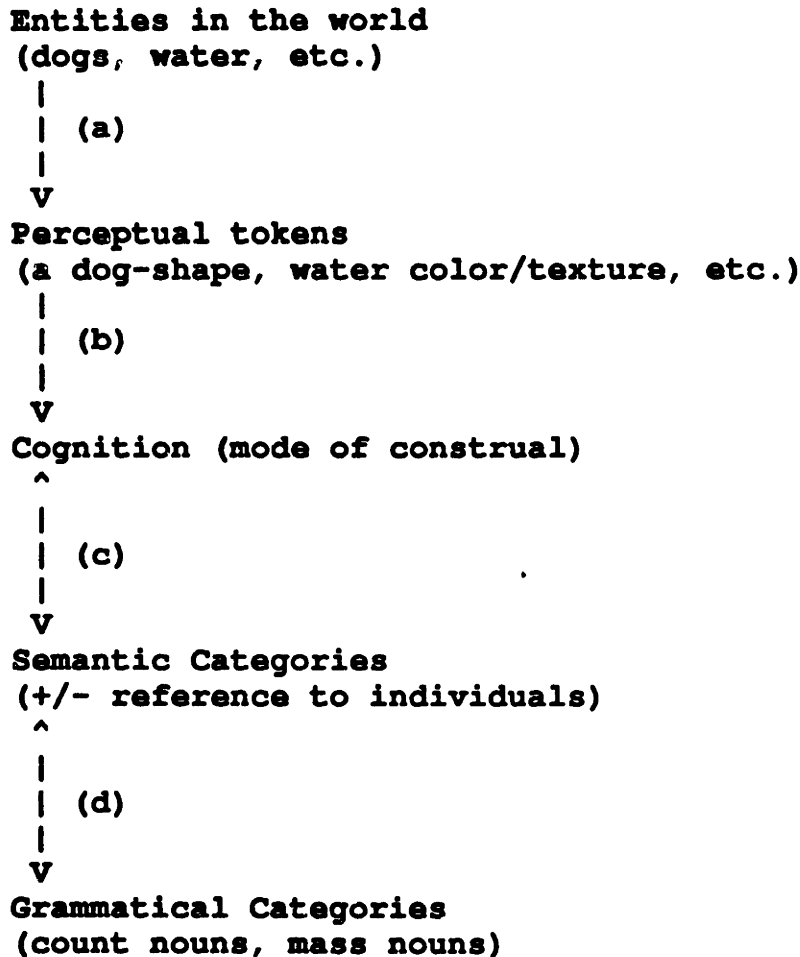 Entities in the world
(dogs, water, etc.)
|
| (a)
|
V
Perceptual tokens
(a dog-shape, water color/texture, etc.)
|
| (b)
|
V
Cognition (mode of construal)
^
|
| (c)
|
V
Semantic Categories
(+/- reference to individuals)
^
|
| (d)
|
V
Grammatical Categories
(count nouns, mass nouns)